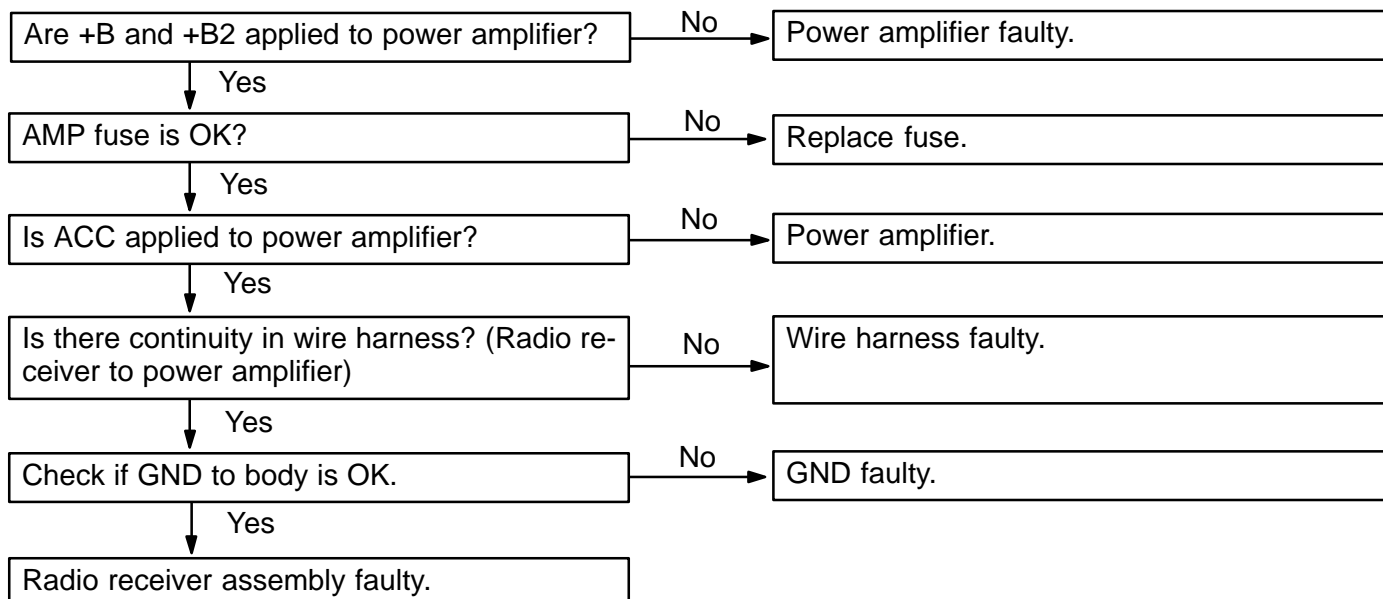 Are +B and +B2 applied to power amplifier?
No
Power amplifier faulty.
Yes
AMP fuse is OK?
No
Replace fuse.
Yes
Is ACC applied to power amplifier?
No
Power amplifier.
Yes
Is there continuity in wire harness? (Radio re-
ceiver to power amplifier)
No
Wire harness faulty.
Yes
Check if GND to body is OK.
No
GND faulty.
Yes
Radio receiver assembly faulty.